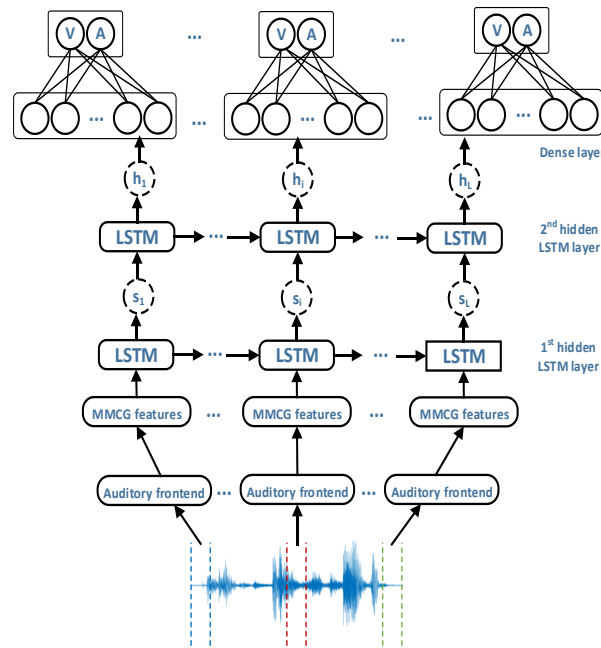 V A ... V A ... V A
... ... ... ... ...
Dense layer
h1 hi hL
LSTM ... LSTM ... LSTM
2nd hidden
LSTM layer
s1 si sL
LSTM ... LSTM ... LSTM
1st hidden
LSTM layer
MMCG features ... MMCG features ... MMCG features
Auditory frontend ... Auditory frontend ... Auditory frontend